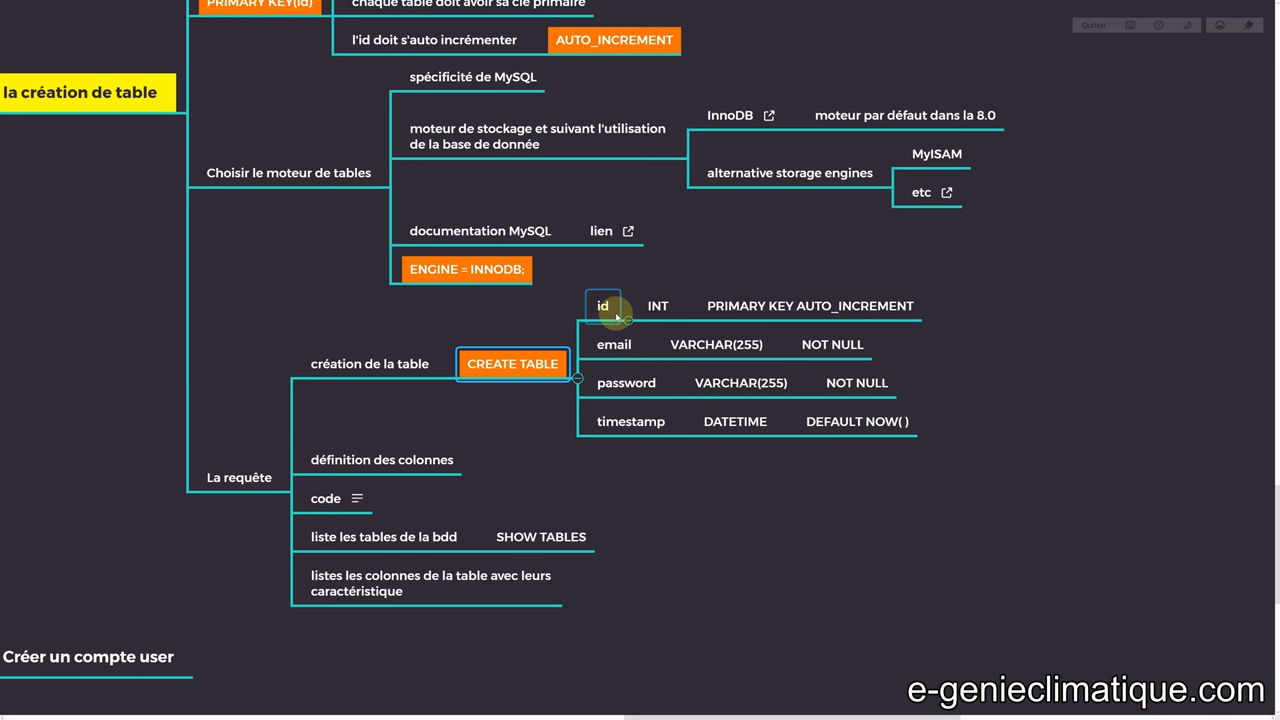 PRIMARY KEY(id)
chaque table doit avoir sa clé primaire
l'id doit s'auto incrémenter
AUTO_INCREMENT
Quitter
la création de table
Choisir le moteur de tables
spécificité de MySQL
moteur de stockage et suivant l'utilisation
de la base de donnée
InnoDB
moteur par défaut dans la 8.0
alternative storage engines
MyISAM
etc
documentation MySQL
lien
ENGINE = INNODB;
La requête
création de la table
CREATE TABLE
id
INT
PRIMARY KEY AUTO_INCREMENT
email
VARCHAR(255)
NOT NULL
password
VARCHAR(255)
NOT NULL
timestamp
DATETIME
DEFAULT NOW( )
définition des colonnes
code
liste les tables de la bdd
SHOW TABLES
listes les colonnes de la table avec leurs
caractéristique
Créer un compte user
e-genieclimatique.com